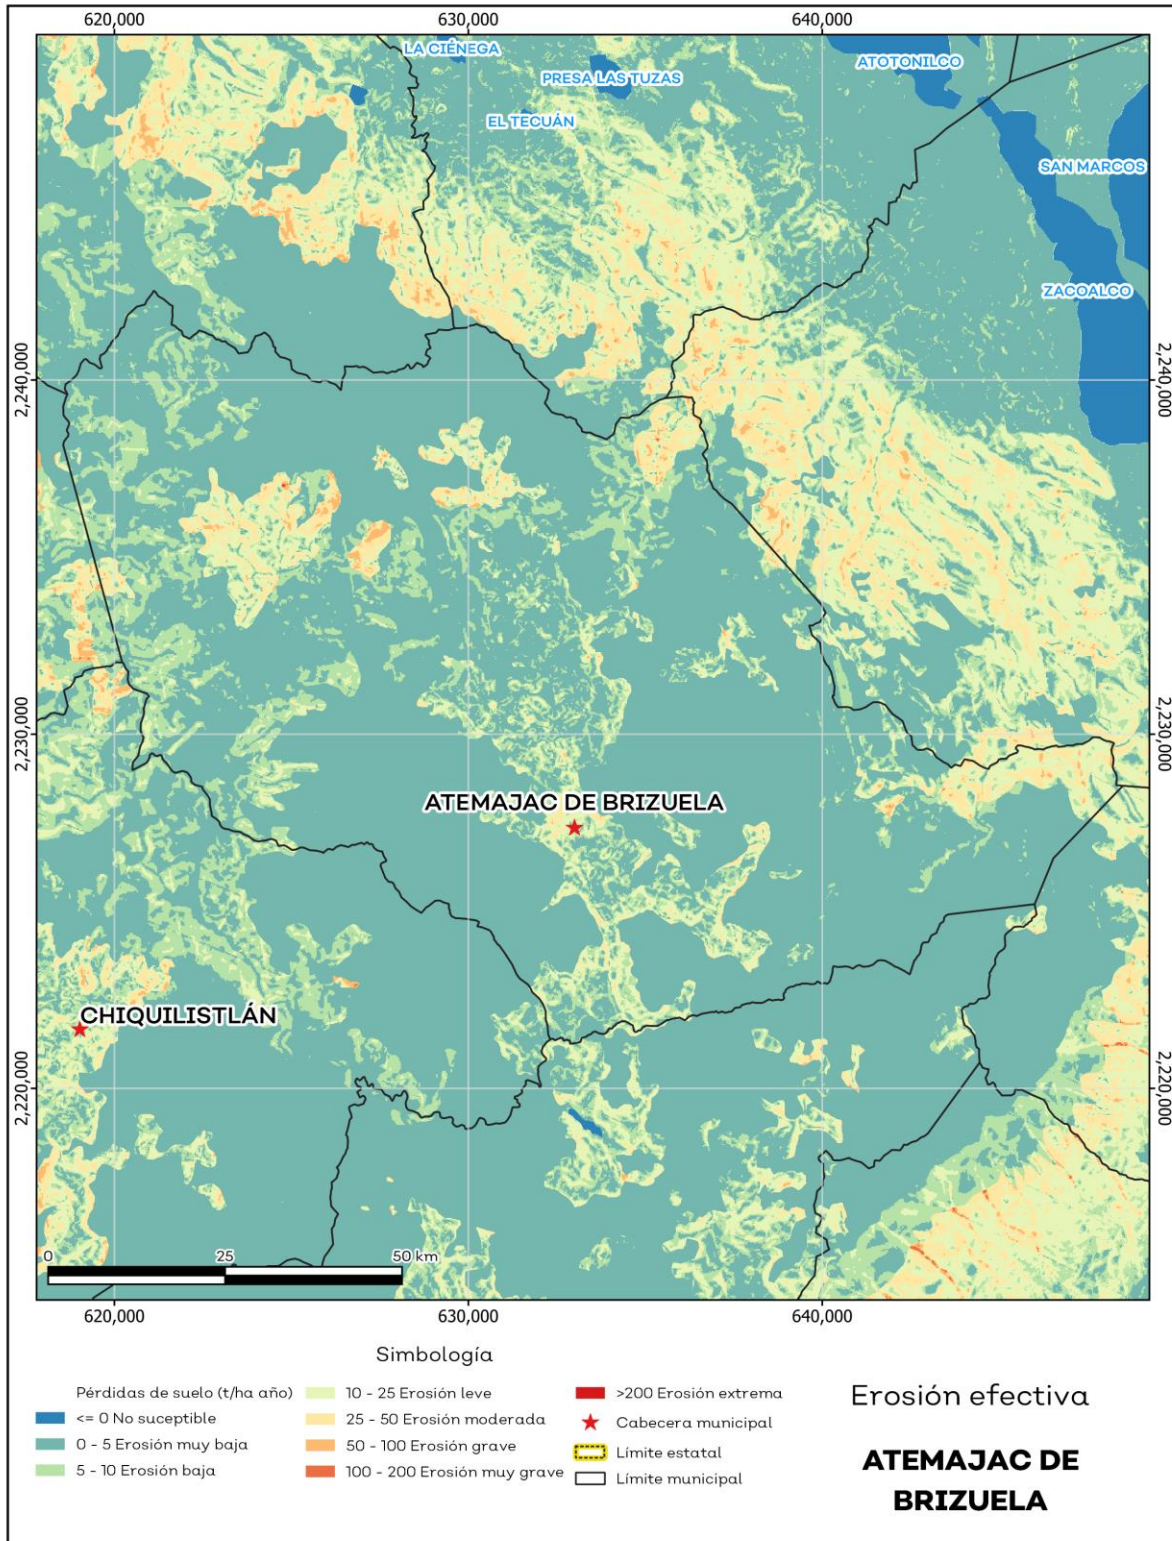 620,000
630,000
640,000
LA CIÉNEGA
PRESA LAS TUZAS
ATOTONILCO
EL TECUÁN
SAN MARCOS
ZACOALCO
2,240,000
2,240,000
2,230,000
2,230,000
ATEMAJAC DE BRIZUELA
CHIQUILISTLÁN
2,220,000
2,220,000
0 25 50 km
620,000
630,000
640,000
Simbología
Pérdidas de suelo (t/ha año)
<= 0 No suceptible
0 - 5 Erosión muy baja
5 - 10 Erosión baja
10 - 25 Erosión leve
25 - 50 Erosión moderada
50 - 100 Erosión grave
100 - 200 Erosión muy grave
>200 Erosión extrema
Cabecera municipal
Límite estatal
Límite municipal
Erosión efectiva
ATEMAJAC DE
BRIZUELA